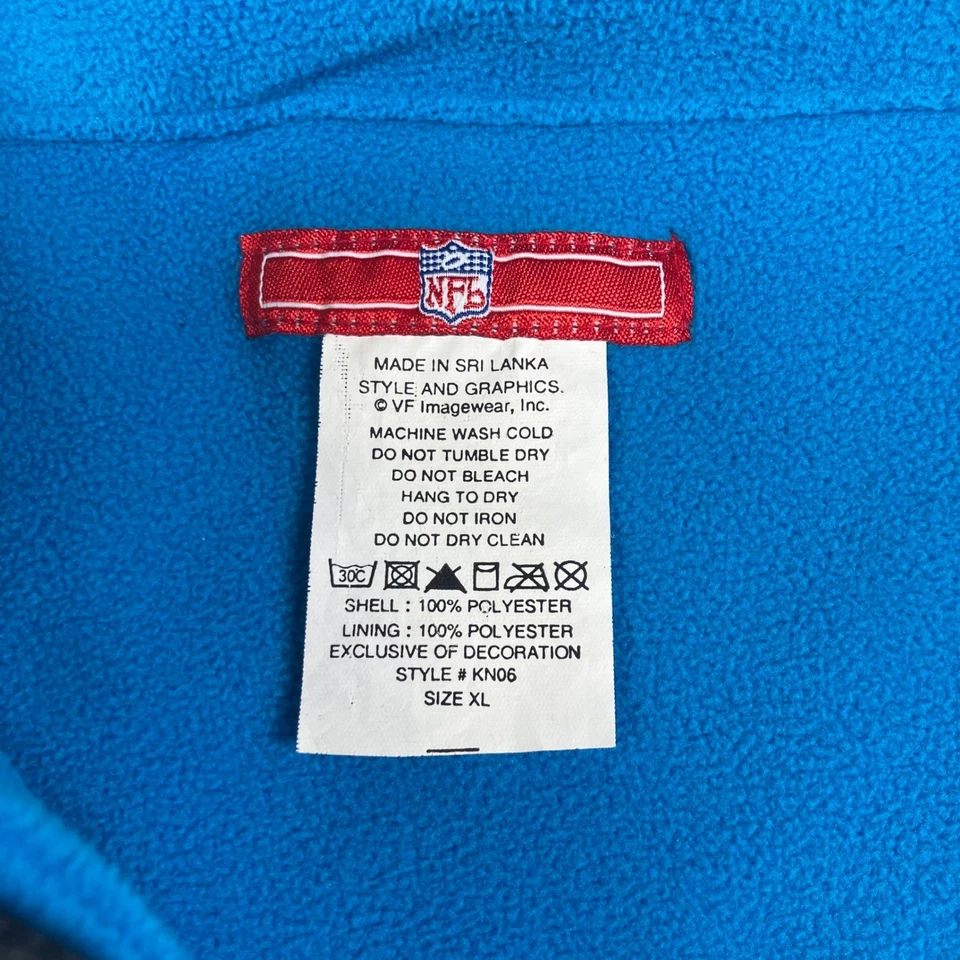 NFL
MADE IN SRI LANKA
STYLE AND GRAPHICS.
© VF Imagewear, Inc.
MACHINE WASH COLD
DO NOT TUMBLE DRY
DO NOT BLEACH
HANG TO DRY
DO NOT IRON
DO NOT DRY CLEAN
30C
SHELL : 100% POLYESTER
LINING : 100% POLYESTER
EXCLUSIVE OF DECORATION
STYLE # KN06
SIZE XL